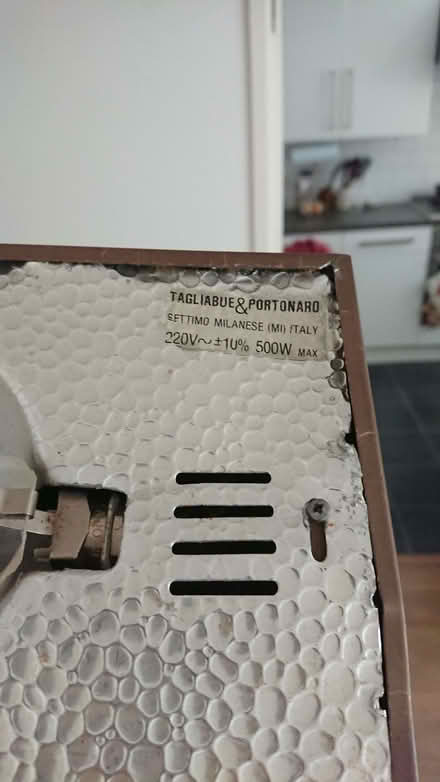 TAGLIABUE & PORTONARO
SETTIMO MILANESE (MI) ITALY
220V~±10% 500W MAX